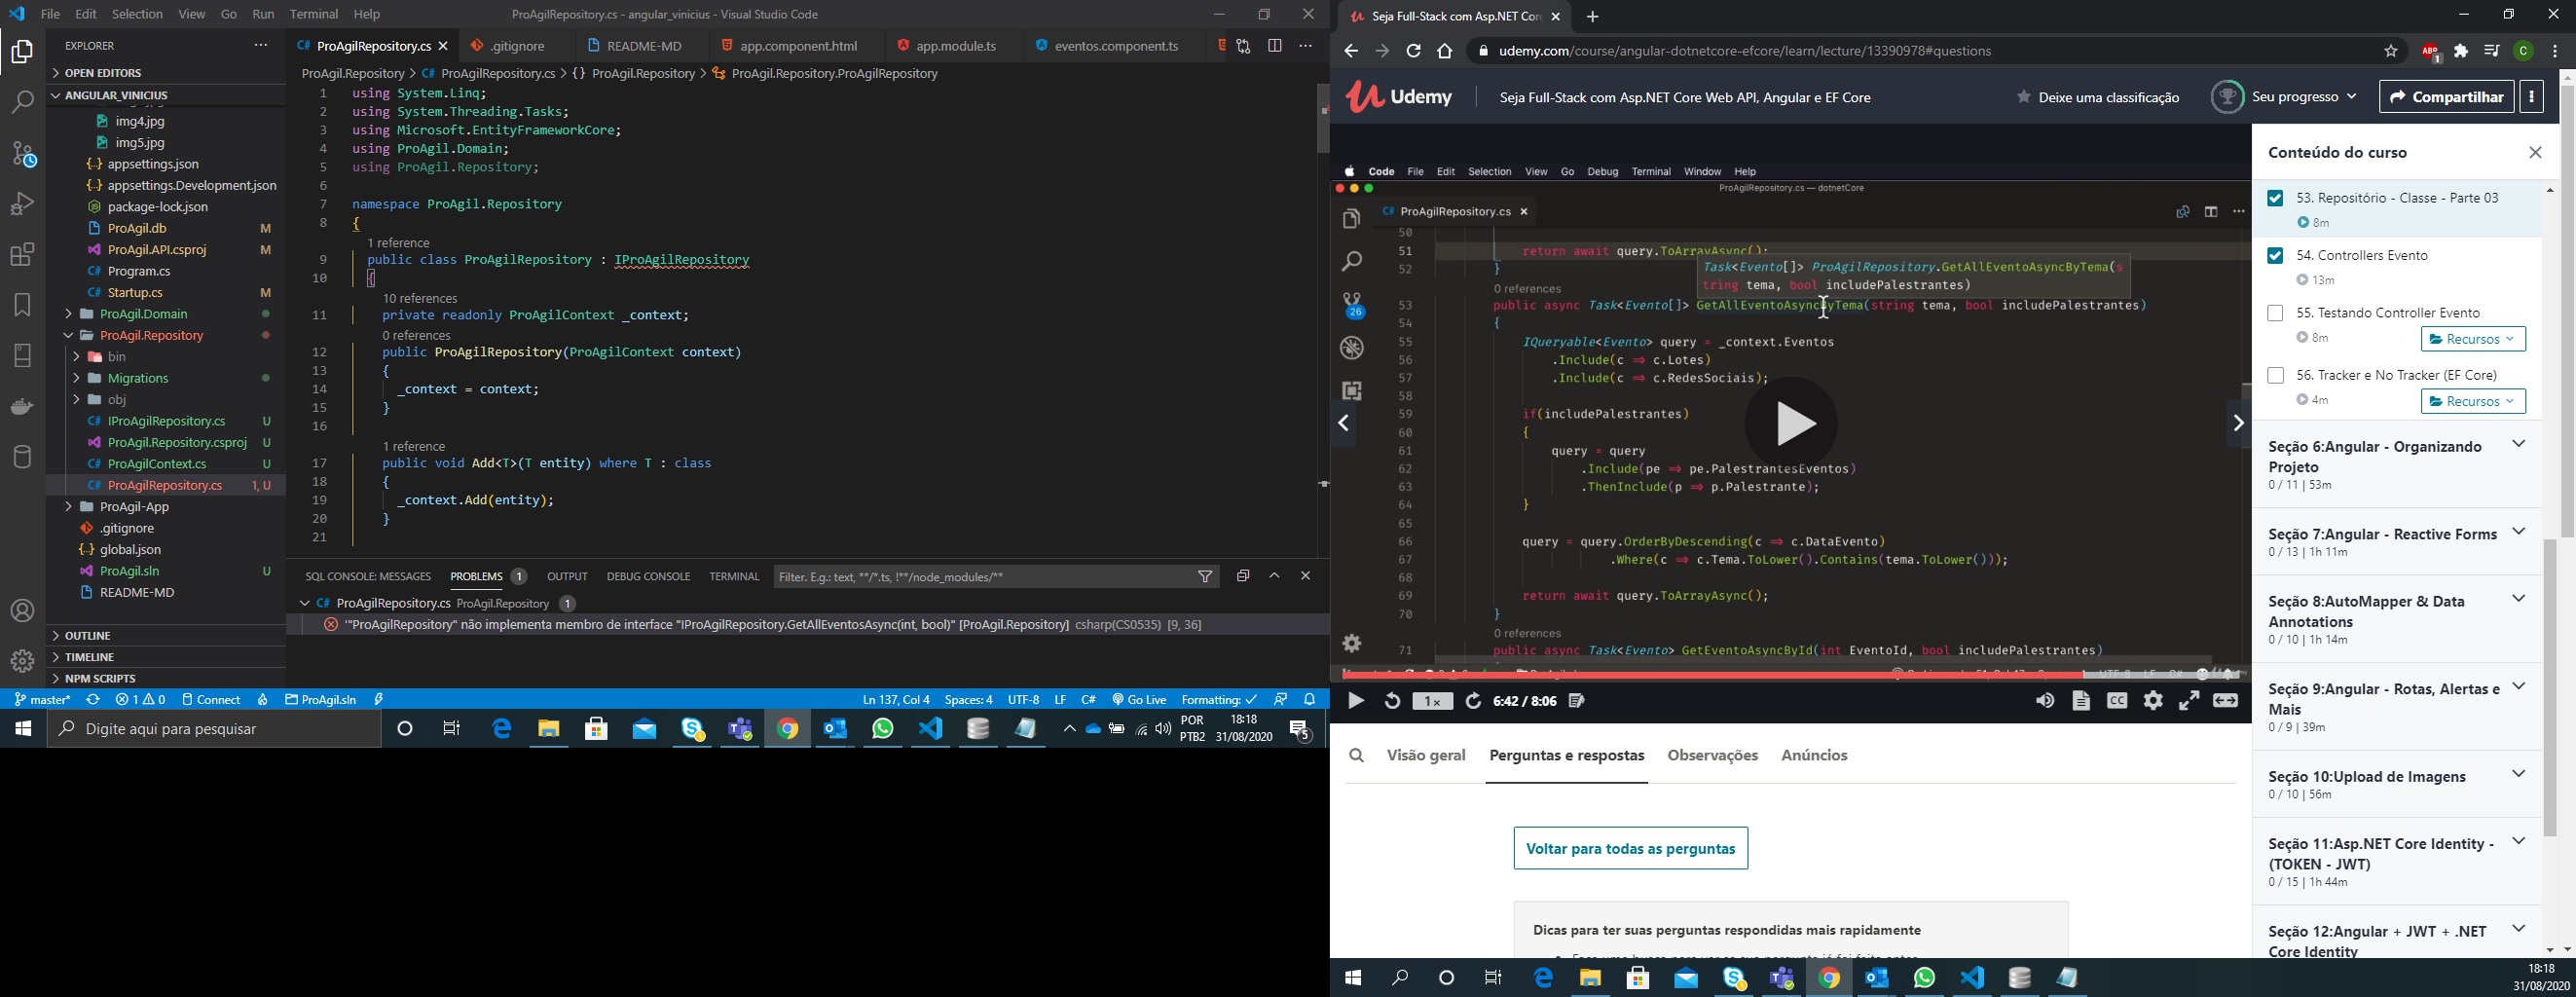 File Edit Selection View Go Run Terminal Help
ProAgilRepository.cs - angular_vinicius - Visual Studio Code
EXPLORER
OPEN EDITORS
ANGULAR_VINICIUS
img4.jpg
img5.jpg
appsettings.json
appsettings.Development.json
package-lock.json
ProAgil.db M
ProAgil.API.csproj M
Program.cs
Startup.cs M
ProAgil.Domain
ProAgil.Repository
bin
Migrations
obj
IProAgilRepository.cs U
ProAgil.Repository.csproj U
ProAgilContext.cs U
ProAgilRepository.cs 1, U
ProAgil-App
.gitignore
global.json
ProAgil.sln U
README-MD
OUTLINE
TIMELINE
NPM SCRIPTS
ProAgilRepository.cs .gitignore README-MD app.component.html app.module.ts eventos.component.ts
ProAgil.Repository > ProAgilRepository.cs > {} ProAgil.Repository > ProAgil.Repository.ProAgilRepository
1 using System.Linq;
2 using System.Threading.Tasks;
3 using Microsoft.EntityFrameworkCore;
4 using ProAgil.Domain;
5 using ProAgil.Repository;
6
7 namespace ProAgil.Repository
8 {
1 reference
9 public class ProAgilRepository : IProAgilRepository
10 {
10 references
11 private readonly ProAgilContext _context;
0 references
12 public ProAgilRepository(ProAgilContext context)
13 {
14 _context = context;
15 }
16
1 reference
17 public void Add<T>(T entity) where T : class
18 {
19 _context.Add(entity);
20 }
21
SQL CONSOLE: MESSAGES PROBLEMS 1 OUTPUT DEBUG CONSOLE TERMINAL Filter. E.g.: text, **/*.ts, !**/node_modules/**
ProAgilRepository.cs ProAgil.Repository 1
'"ProAgilRepository" não implementa membro de interface "IProAgilRepository.GetAllEventosAsync(int, bool)" [ProAgil.Repository] csharp(CS0535) [9, 36]
master* 1 0 Connect ProAgil.sln Ln 137, Col 4 Spaces: 4 UTF-8 LF C# Go Live Formatting: ✓
Digite aqui para pesquisar
POR
PTB2
18:18
31/08/2020
5
Seja Full-Stack com Asp.NET Cor
udemy.com/course/angular-dotnetcore-efcore/learn/lecture/13390978#questions
ABP 1
C
Udemy
Seja Full-Stack com Asp.NET Core Web API, Angular e EF Core
Deixe uma classificação
Seu progresso
Compartilhar
Code File Edit Selection View Go Debug Terminal Window Help
ProAgilRepository.cs — dotnetCore
ProAgilRepository.cs
26
50
51 return await query.ToArrayAsync();
52 }
Task<Evento[]> ProAgilRepository.GetAllEventoAsyncByTema(s
tring tema, bool includePalestrantes)
0 references
53 public async Task<Evento[]> GetAllEventoAsyncByTema(string tema, bool includePalestrantes)
54 {
55 IQueryable<Evento> query = _context.Eventos
56 .Include(c ⇒ c.Lotes)
57 .Include(c ⇒ c.RedesSociais);
58
59 if(includePalestrantes)
60 {
61 query = query
62 .Include(pe ⇒ pe.PalestrantesEventos)
63 .ThenInclude(p ⇒ p.Palestrante);
64 }
65
66 query = query.OrderByDescending(c ⇒ c.DataEvento)
67 .Where(c ⇒ c.Tema.ToLower().Contains(tema.ToLower()));
68
69 return await query.ToArrayAsync();
70 }
0 references
71 public async Task<Evento> GetEventoAsyncById(int EventoId, bool includePalestrantes)
1x 6:42 / 8:06 CC
Visão geral Perguntas e respostas Observações Anúncios
Voltar para todas as perguntas
Dicas para ter suas perguntas respondidas mais rapidamente
Conteúdo do curso
53. Repositório - Classe - Parte 03
8m
54. Controllers Evento
13m
55. Testando Controller Evento
8m Recursos
56. Tracker e No Tracker (EF Core)
4m Recursos
Seção 6:Angular - Organizando
Projeto
0 / 11 | 53m
Seção 7:Angular - Reactive Forms
0 / 13 | 1h 11m
Seção 8:AutoMapper & Data
Annotations
0 / 10 | 1h 14m
Seção 9:Angular - Rotas, Alertas e
Mais
0 / 9 | 39m
Seção 10:Upload de Imagens
0 / 10 | 56m
Seção 11:Asp.NET Core Identity -
(TOKEN - JWT)
0 / 15 | 1h 44m
Seção 12:Angular + JWT + .NET
Core Identity
18:18
31/08/2020